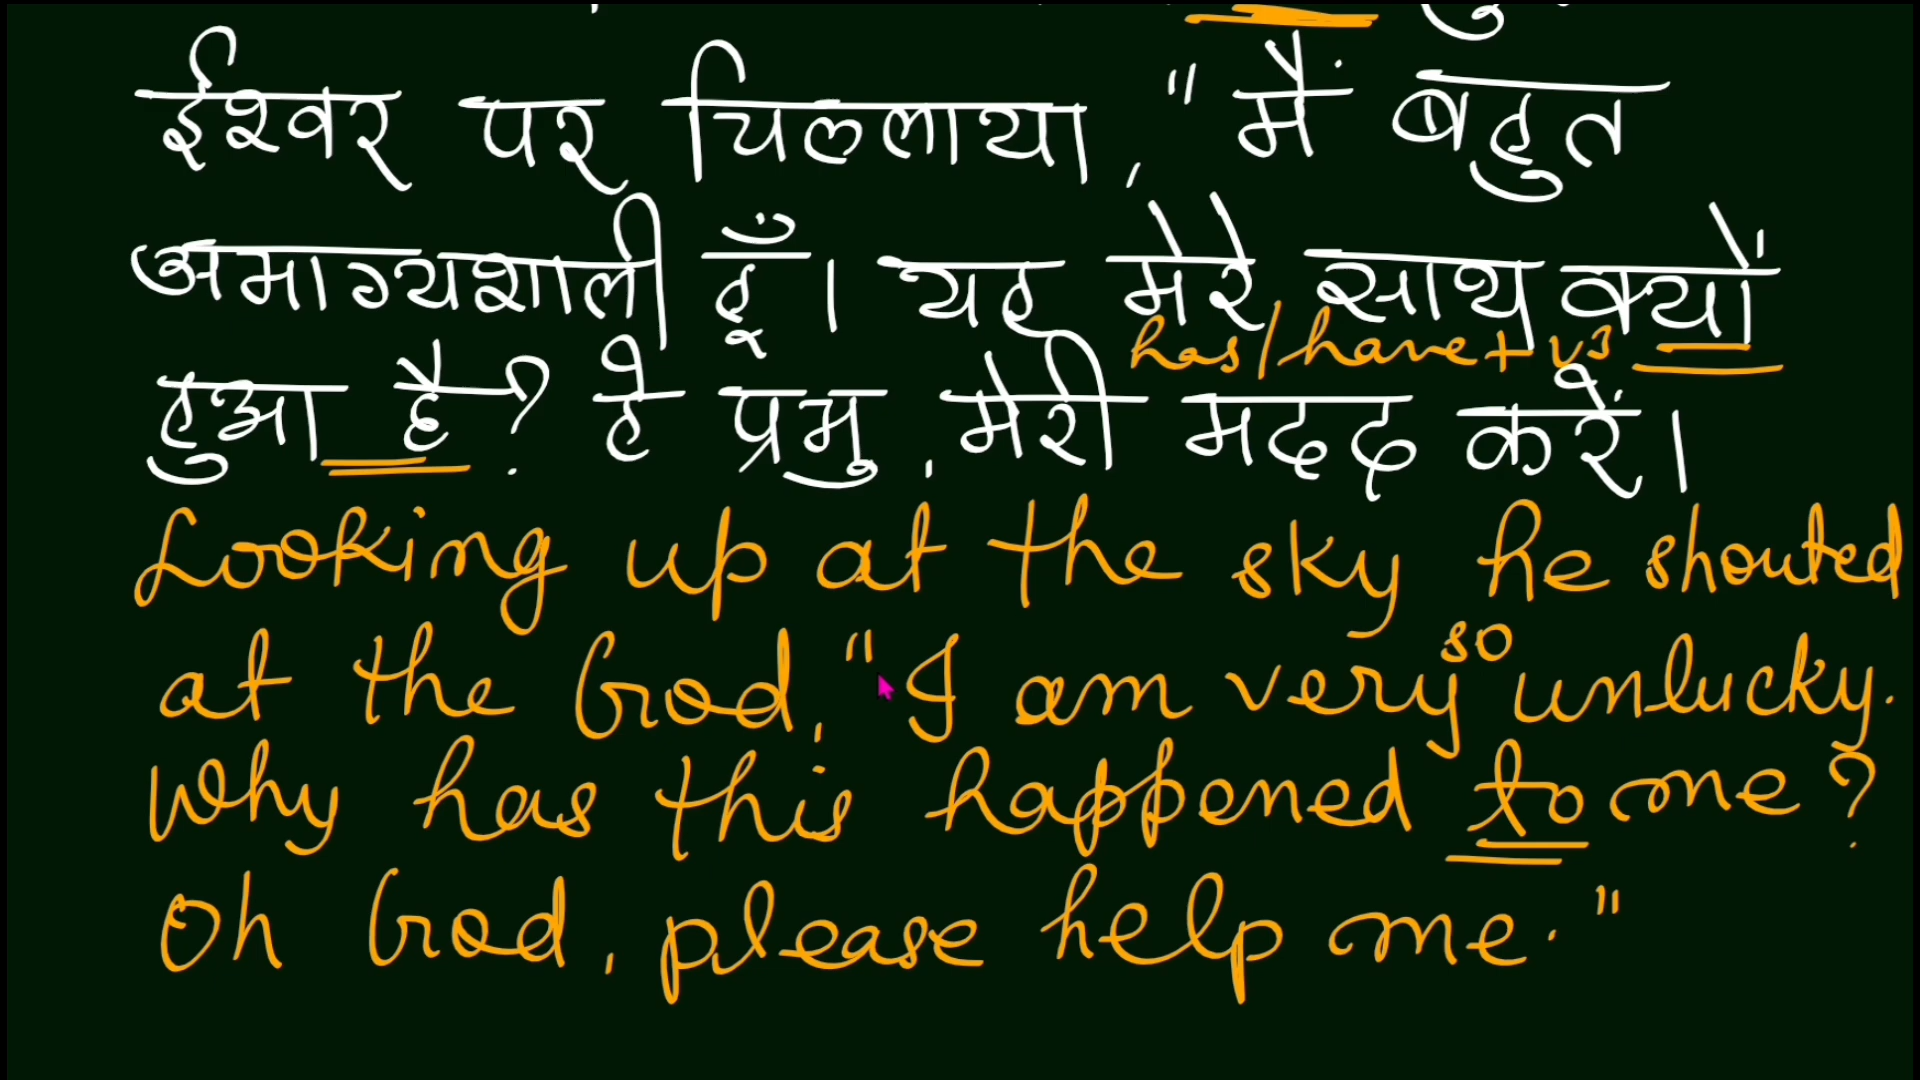 ईश्वर पर चिल्लाया, "मैं बहुत
अभाग्यशाली हूँ। यह मेरे साथ क्यों
has/have + v3
हुआ है? हे प्रभु, मेरी मदद करें।
Looking up at the sky he shouted
at the God, "I am very so unlucky.
Why has this happened to me?
Oh God, please help me."